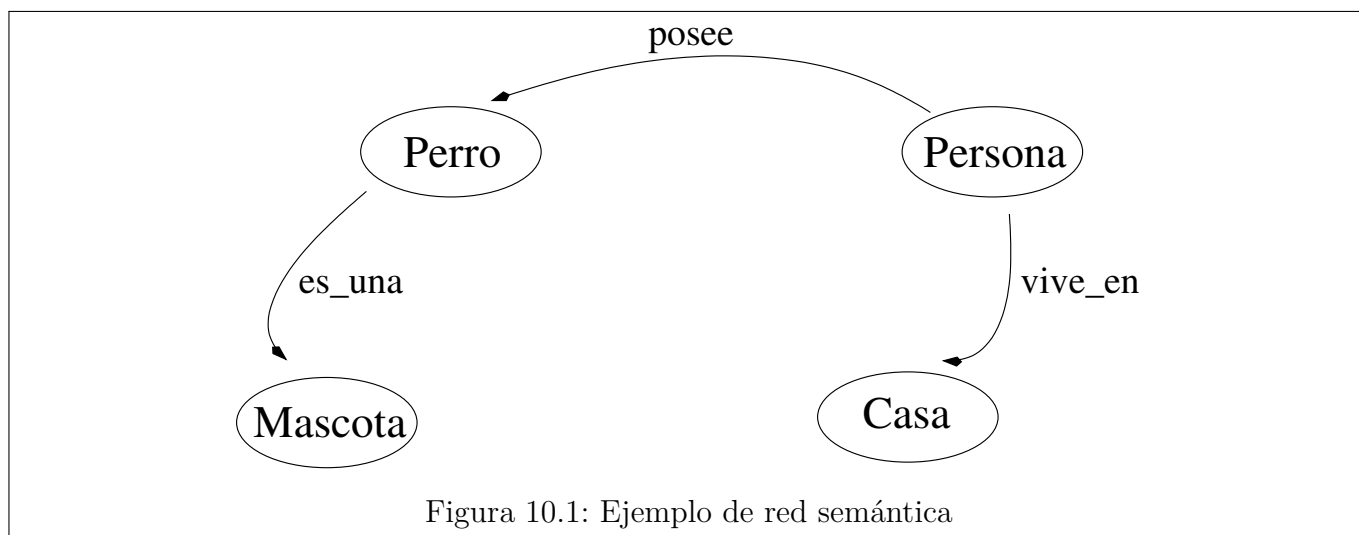 posee
Perro
Persona
es_una
vive_en
Mascota
Casa
Figura 10.1: Ejemplo de red semántica